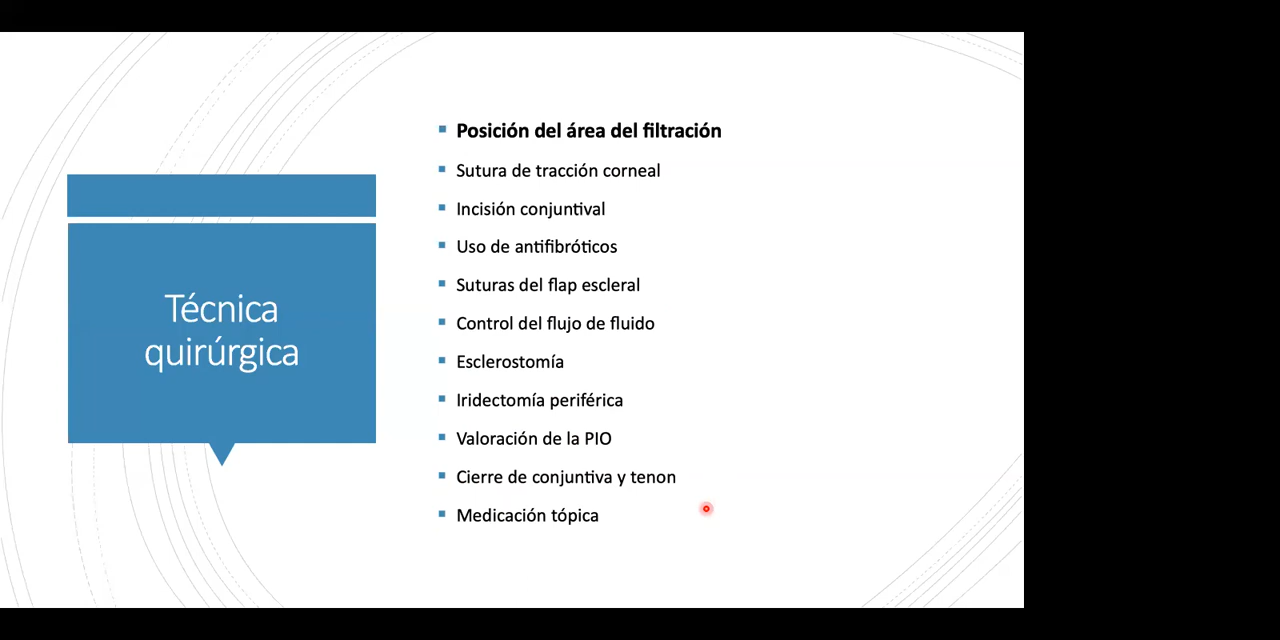 Técnica
quirúrgica
Posición del área del filtración
Sutura de tracción corneal
Incisión conjuntival
Uso de antifibróticos
Suturas del flap escleral
Control del flujo de fluido
Esclerostomía
Iridectomía periférica
Valoración de la PIO
Cierre de conjuntiva y tenon
Medicación tópica